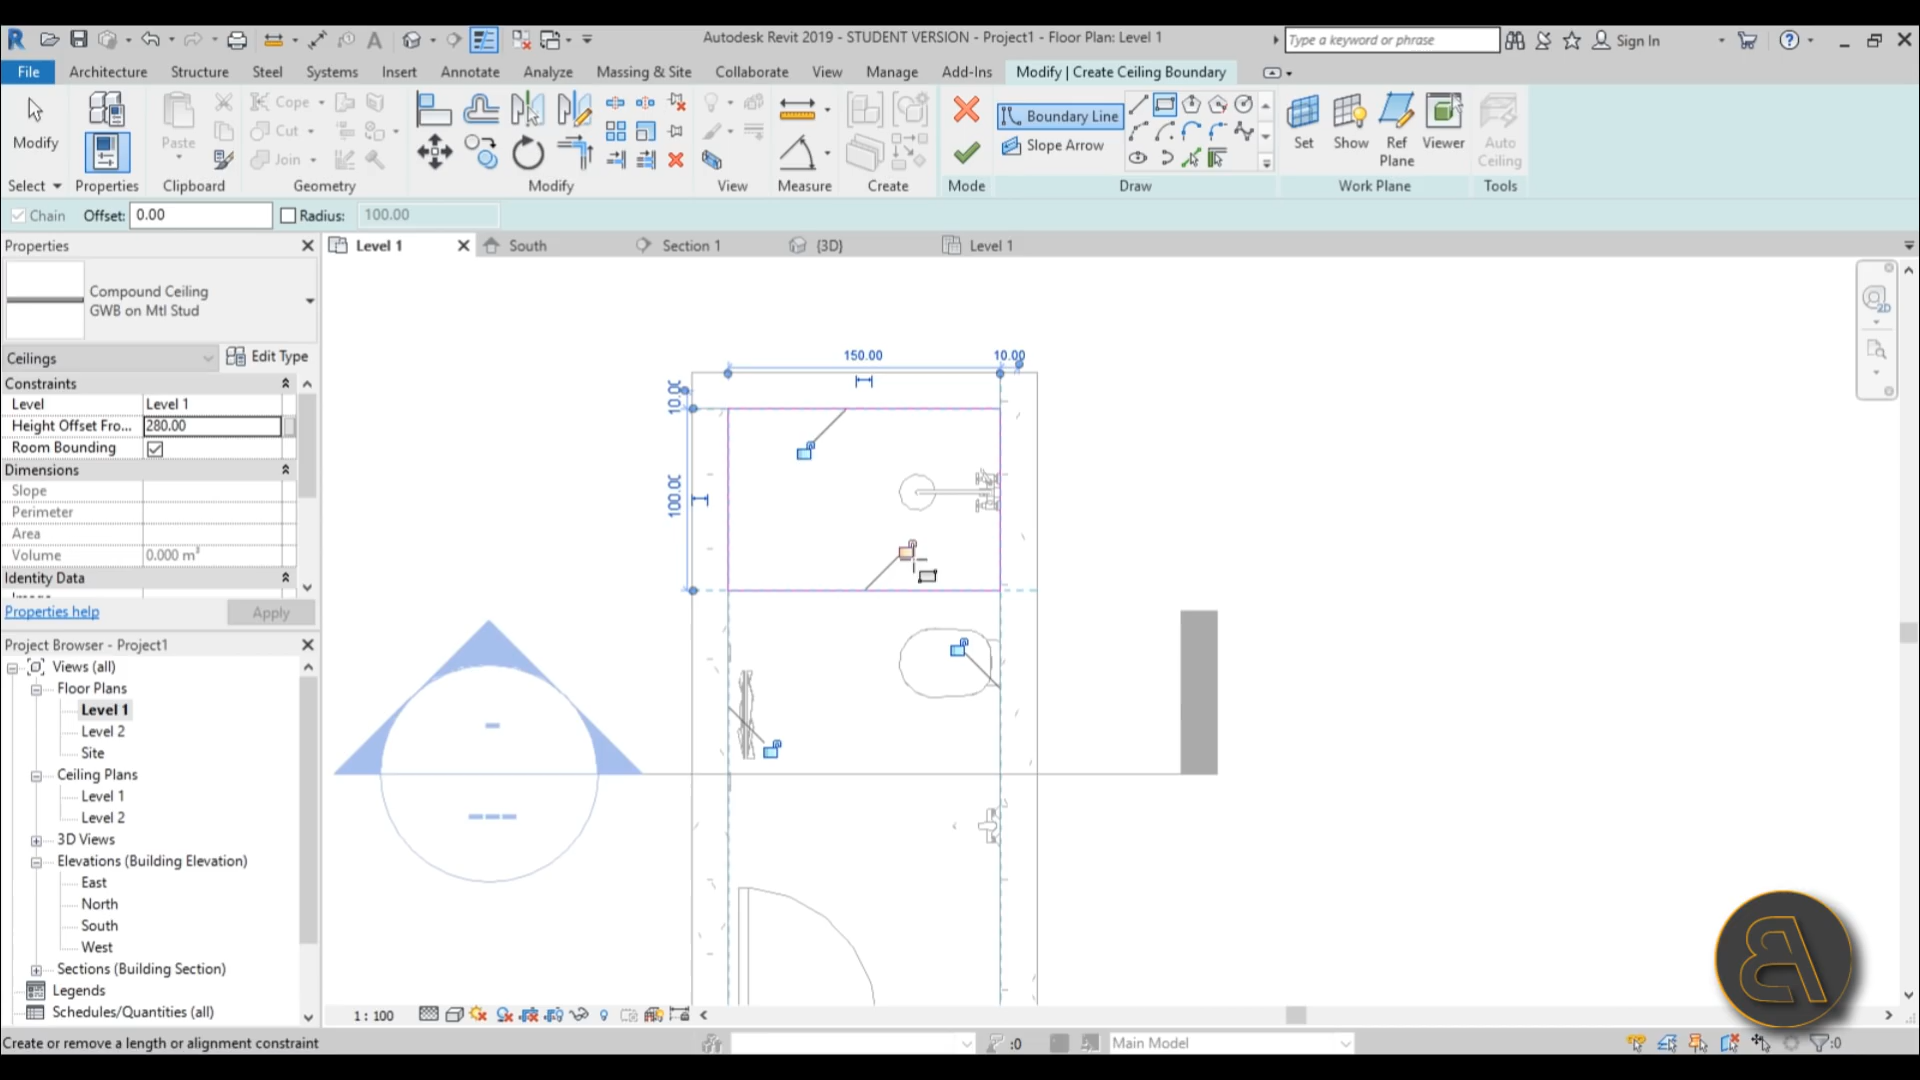 Autodesk Revit 2019 - STUDENT VERSION - Project1 - Floor Plan: Level 1
Type a keyword or phrase
Sign In
File Architecture Structure Steel Systems Insert Annotate Analyze Massing & Site Collaborate View Manage Add-Ins Modify | Create Ceiling Boundary
Modify
Paste
Cope
Cut
Join
Boundary Line
Slope Arrow
Set
Show
Ref
Plane
Viewer
Auto
Ceiling
Select Properties Clipboard Geometry Modify View Measure Create Mode Draw Work Plane Tools
Chain Offset: 0.00 Radius: 100.00
Properties
Level 1 South Section 1 {3D} Level 1
2D
Compound Ceiling
GWB on Mtl Stud
Ceilings Edit Type
Constraints
Level Level 1
Height Offset Fro... 280.00
Room Bounding
Dimensions
Slope
Perimeter
Area
Volume 0.000 m³
Identity Data
Properties help Apply
Project Browser - Project1
Views (all)
Floor Plans
Level 1
Level 2
Site
Ceiling Plans
Level 1
Level 2
3D Views
Elevations (Building Elevation)
East
North
South
West
Sections (Building Section)
Legends
Schedules/Quantities (all)
150.00 10.00
100.00
1 : 100
Create or remove a length or alignment constraint
:0
Main Model
:0